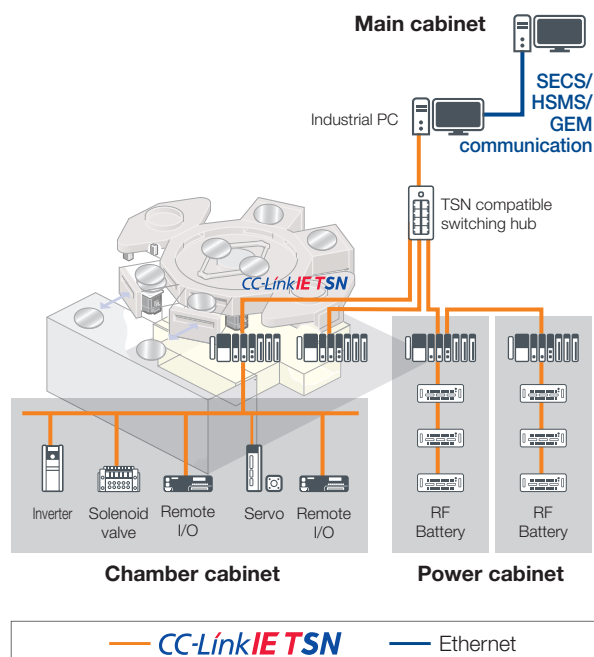 Main cabinet
SECS/
HSMS/
GEM
communication
Industrial PC
TSN compatible
switching hub
CC-Link IE TSN
Inverter
Solenoid
valve
Remote
I/O
Servo
Remote
I/O
RF
Battery
RF
Battery
Chamber cabinet
Power cabinet
CC-Link IE TSN
Ethernet